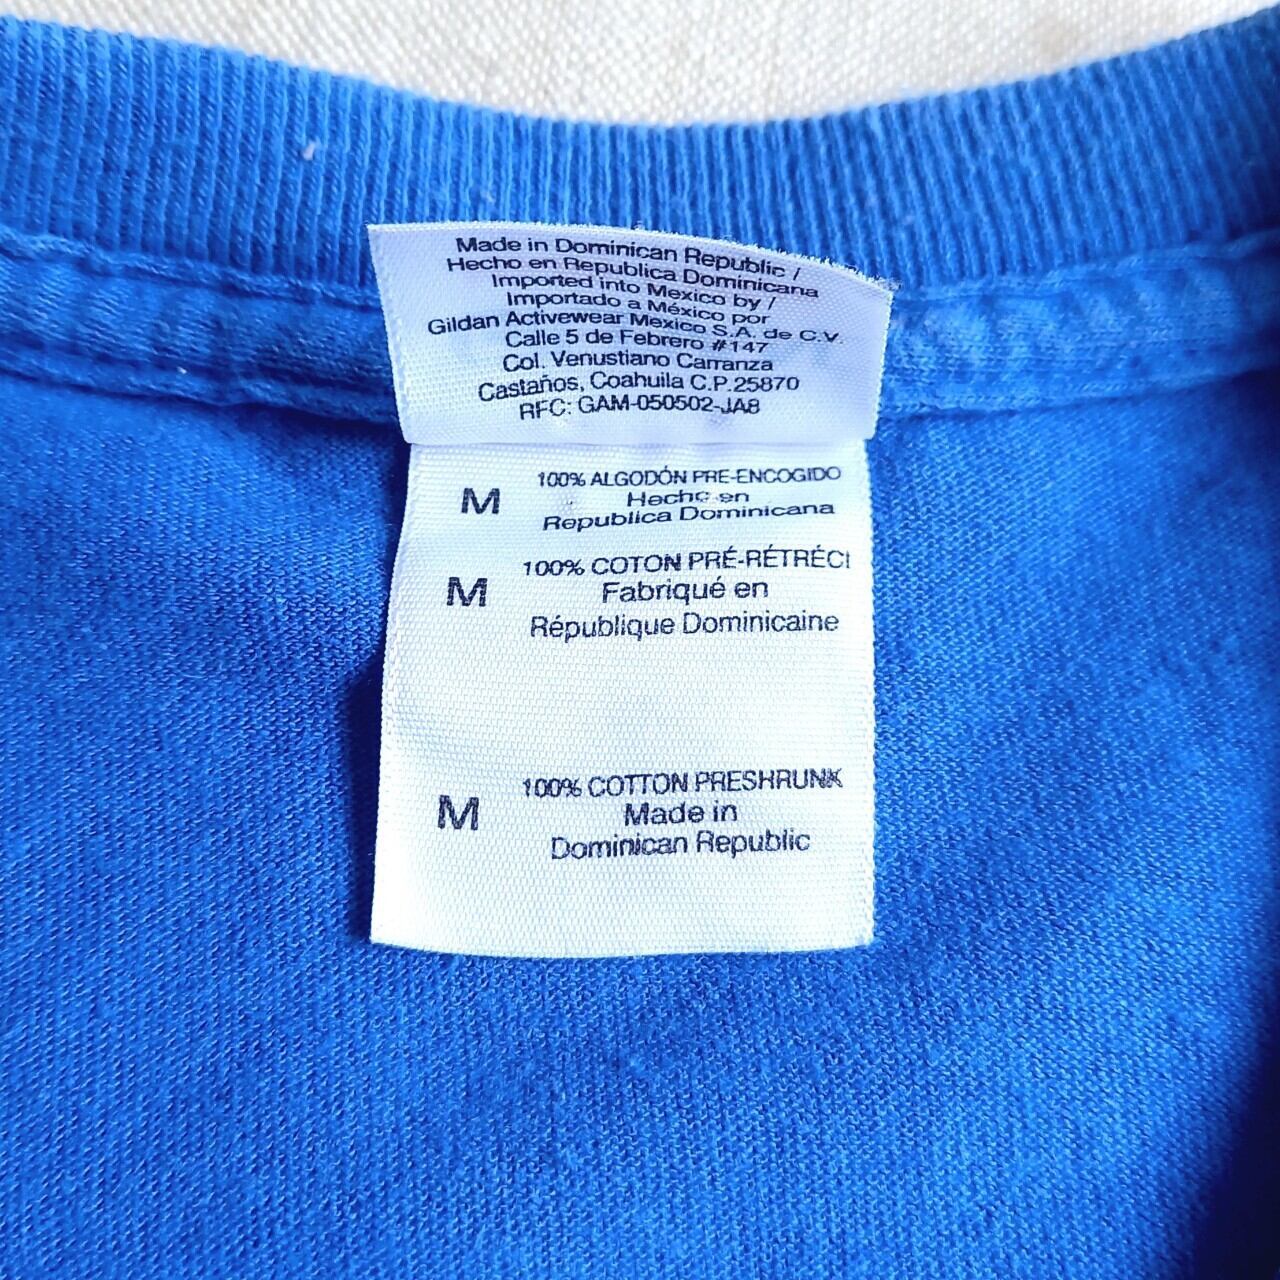 Made in Dominican Republic /
Hecho en Republica Dominicana
Imported into Mexico by /
Importado a México por
Gildan Activewear Mexico S.A. de C.V.
Calle 5 de Febrero #147
Col. Venustiano Carranza
Castaños, Coahuila C.P.25870
RFC: GAM-050502-JA8
M 100% ALGODÓN PRE-ENCOGIDO
Hecho en
Republica Dominicana
M 100% COTON PRÉ-RÉTRÉCI
Fabriqué en
République Dominicaine
M 100% COTTON PRESHRUNK
Made in
Dominican Republic